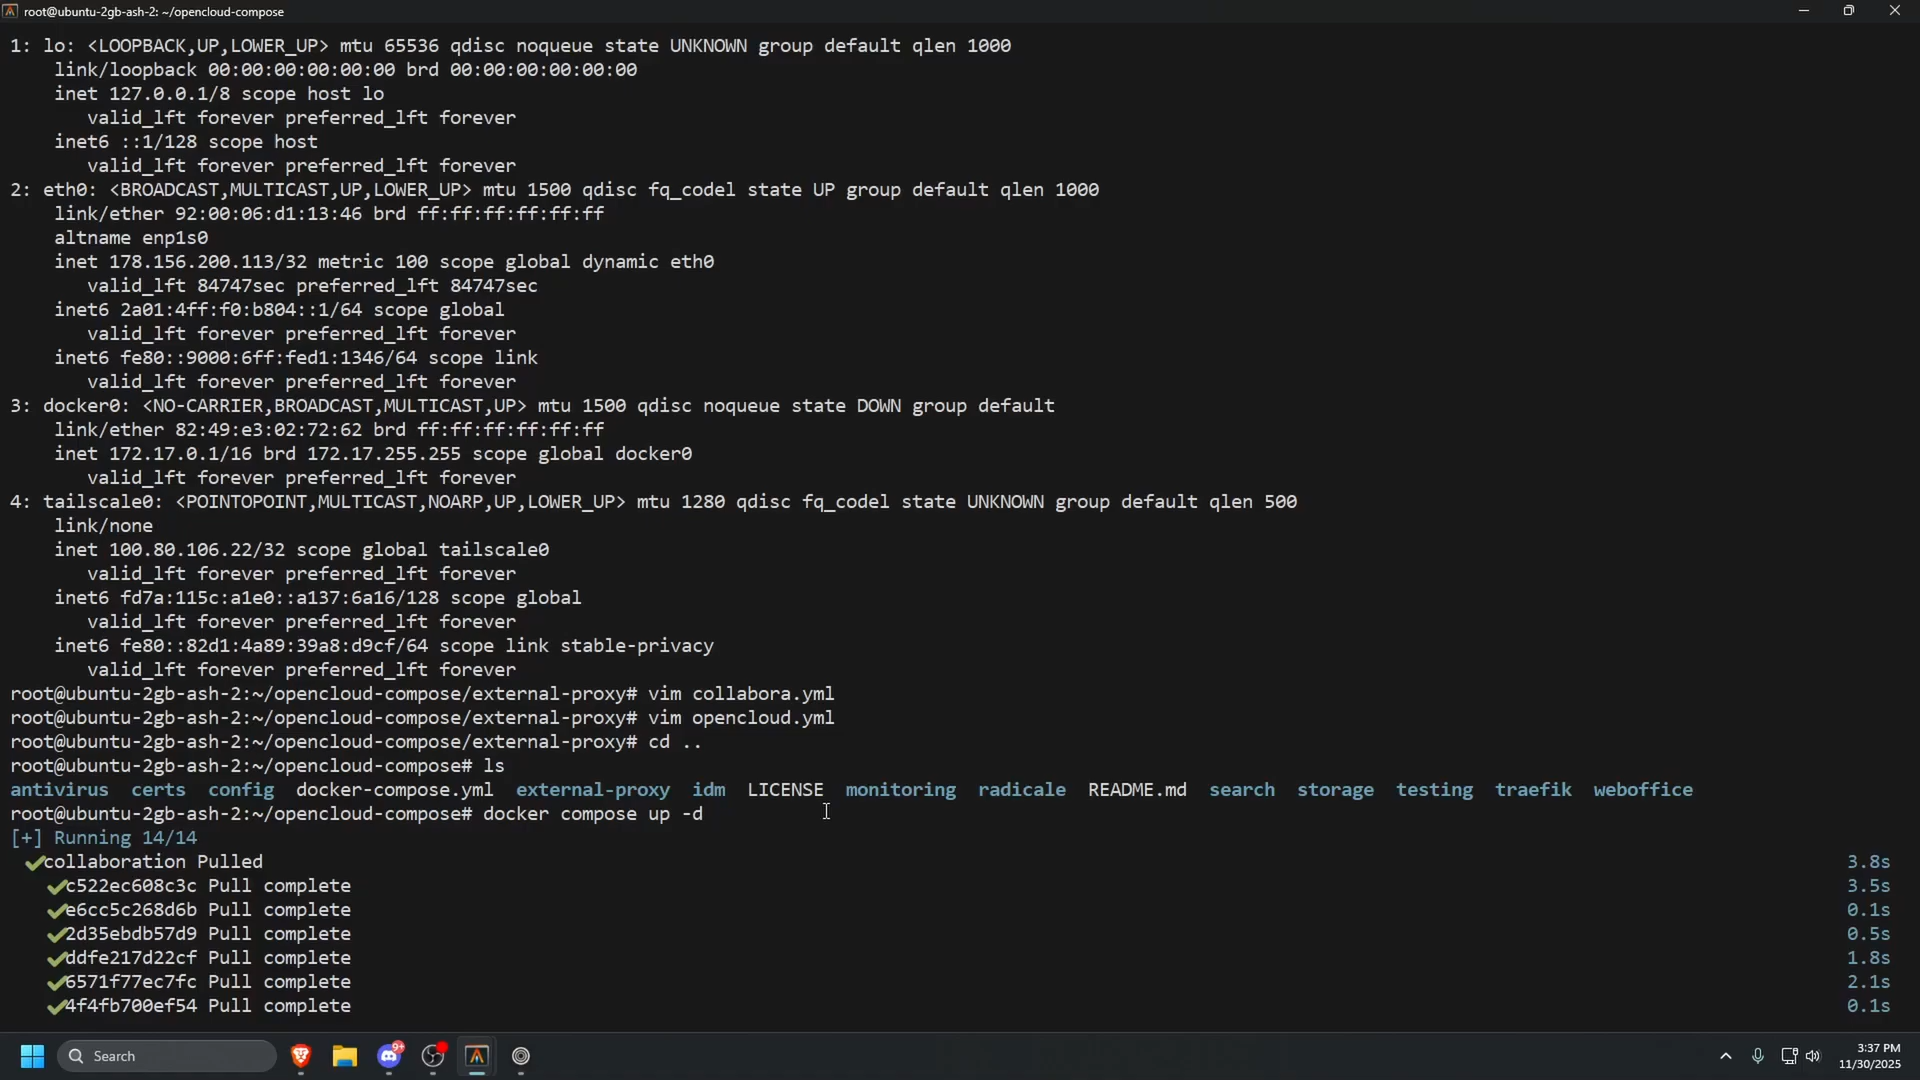 root@ubuntu-2gb-ash-2: ~/opencloud-compose
1: lo: <LOOPBACK,UP,LOWER_UP> mtu 65536 qdisc noqueue state UNKNOWN group default qlen 1000
    link/loopback 00:00:00:00:00:00 brd 00:00:00:00:00:00
    inet 127.0.0.1/8 scope host lo
       valid_lft forever preferred_lft forever
    inet6 ::1/128 scope host
       valid_lft forever preferred_lft forever
2: eth0: <BROADCAST,MULTICAST,UP,LOWER_UP> mtu 1500 qdisc fq_codel state UP group default qlen 1000
    link/ether 92:00:06:d1:13:46 brd ff:ff:ff:ff:ff:ff
    altname enp1s0
    inet 178.156.200.113/32 metric 100 scope global dynamic eth0
       valid_lft 84747sec preferred_lft 84747sec
    inet6 2a01:4ff:f0:b804::1/64 scope global
       valid_lft forever preferred_lft forever
    inet6 fe80::9000:6ff:fed1:1346/64 scope link
       valid_lft forever preferred_lft forever
3: docker0: <NO-CARRIER,BROADCAST,MULTICAST,UP> mtu 1500 qdisc noqueue state DOWN group default
    link/ether 82:49:e3:02:72:62 brd ff:ff:ff:ff:ff:ff
    inet 172.17.0.1/16 brd 172.17.255.255 scope global docker0
       valid_lft forever preferred_lft forever
4: tailscale0: <POINTOPOINT,MULTICAST,NOARP,UP,LOWER_UP> mtu 1280 qdisc fq_codel state UNKNOWN group default qlen 500
    link/none
    inet 100.80.106.22/32 scope global tailscale0
       valid_lft forever preferred_lft forever
    inet6 fd7a:115c:a1e0::a137:6a16/128 scope global
       valid_lft forever preferred_lft forever
    inet6 fe80::82d1:4a89:39a8:d9cf/64 scope link stable-privacy
       valid_lft forever preferred_lft forever
root@ubuntu-2gb-ash-2:~/opencloud-compose/external-proxy# vim collabora.yml
root@ubuntu-2gb-ash-2:~/opencloud-compose/external-proxy# vim opencloud.yml
root@ubuntu-2gb-ash-2:~/opencloud-compose/external-proxy# cd ..
root@ubuntu-2gb-ash-2:~/opencloud-compose# ls
antivirus  certs  config  docker-compose.yml  external-proxy  idm  LICENSE  monitoring  radicale  README.md  search  storage  testing  traefik  weboffice
root@ubuntu-2gb-ash-2:~/opencloud-compose# docker compose up -d
[+] Running 14/14
 ✔collaboration Pulled 3.8s
   ✔c522ec608c3c Pull complete 3.5s
   ✔e6cc5c268d6b Pull complete 0.1s
   ✔2d35ebdb57d9 Pull complete 0.5s
   ✔ddfe217d22cf Pull complete 1.8s
   ✔6571f77ec7fc Pull complete 2.1s
   ✔4f4fb700ef54 Pull complete 0.1s
Search
9+
3:37 PM
11/30/2025